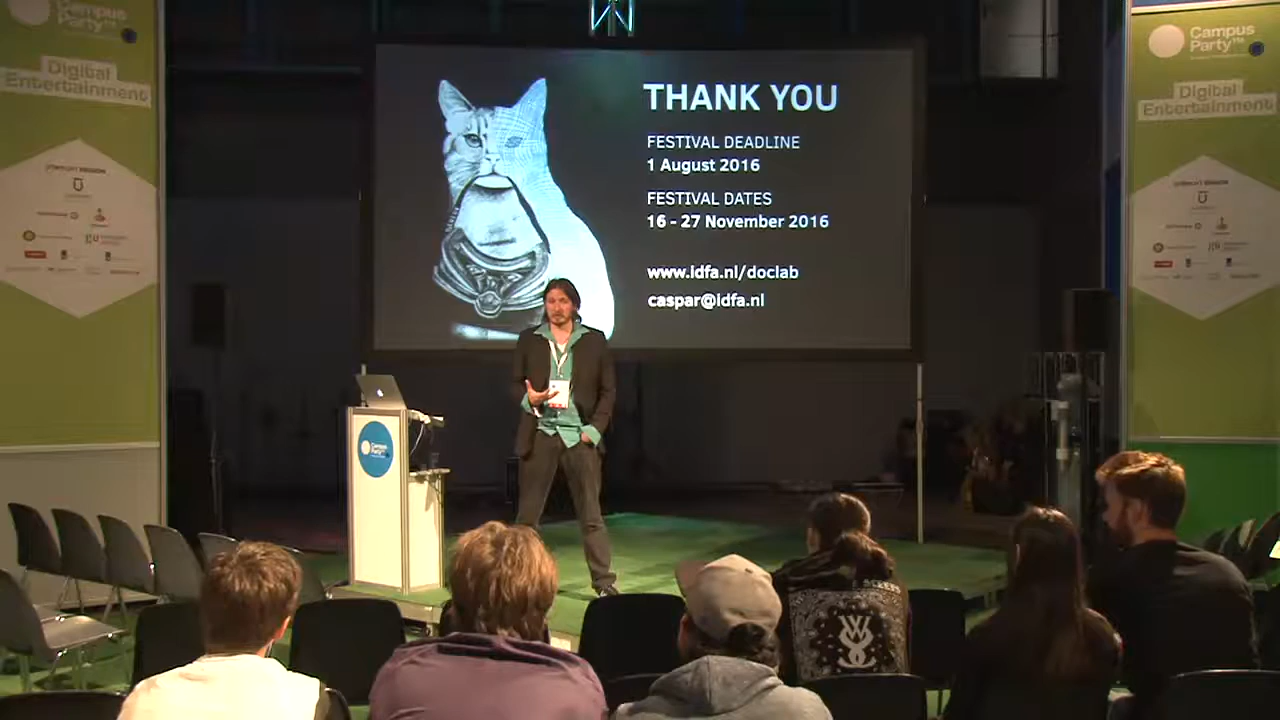 Campus
Party
Digital
Entertainment
THANK YOU
FESTIVAL DEADLINE
1 August 2016
FESTIVAL DATES
16 - 27 November 2016
www.idfa.nl/doclab
caspar@idfa.nl
Campus
Party
Campus
Party
Digital
Entertainment